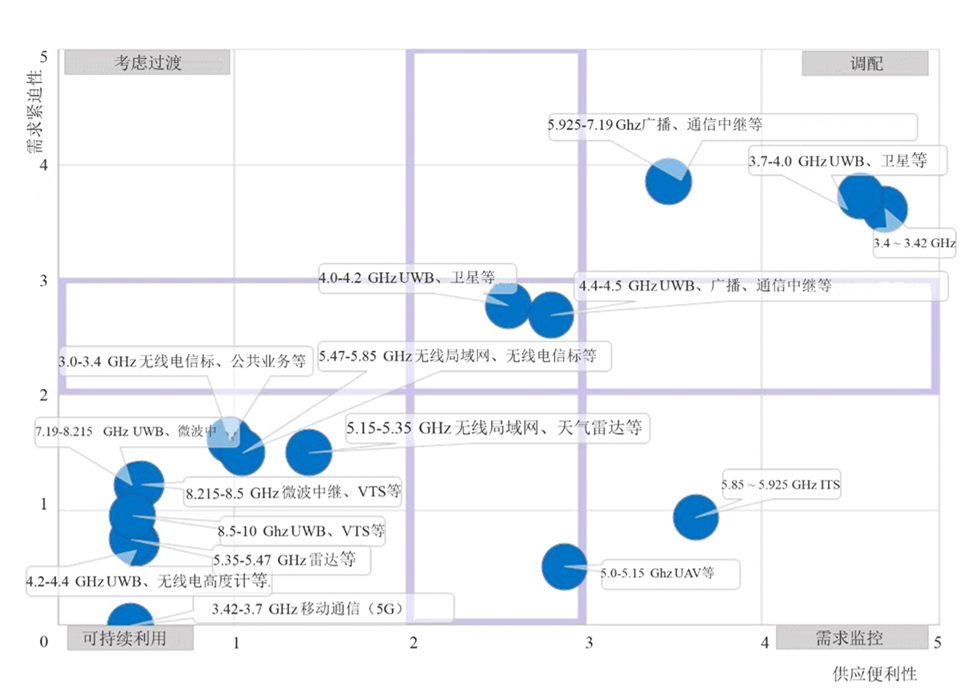 5
考虑过渡
调配
需求紧迫性
5.925-7.19 Ghz广播、通信中继等
4
3.7-4.0 GHz UWB、卫星等
3.4 ~ 3.42 GHz
3
4.0-4.2 GHz UWB、卫星等
4.4-4.5 GHz UWB、广播、通信中继等
3.0-3.4 GHz 无线电信标、公共业务等
5.47-5.85 GHz 无线局域网、无线电信标等
2
7.19-8.215 GHz UWB、微波中
5.15-5.35 GHz 无线局域网、天气雷达等
8.215-8.5 GHz 微波中继、VTS等
5.85 ~ 5.925 GHz ITS
1
8.5-10 Ghz UWB、VTS等
5.35-5.47 GHz 雷达等
5.0-5.15 Ghz UAV等
4.2-4.4 GHz UWB、无线电高度计等.
3.42-3.7 GHz 移动通信（5G）
0
可持续利用
1
2
3
4
需求监控
5
供应便利性